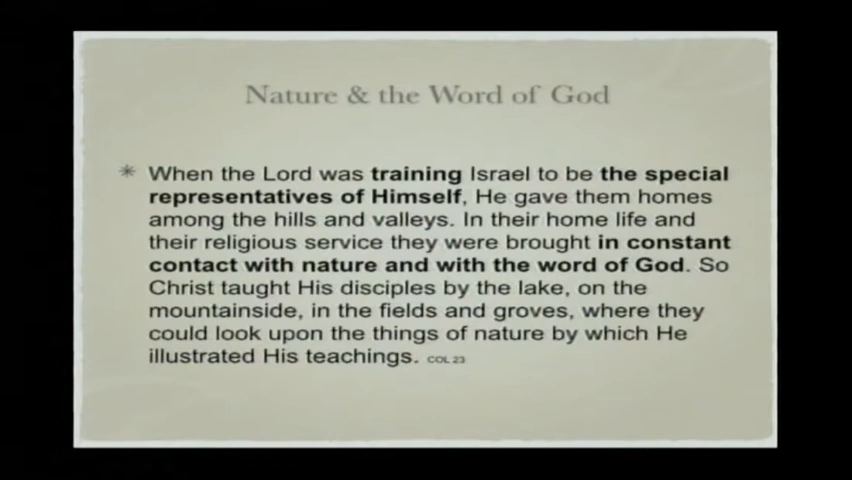 Nature & the Word of God
* When the Lord was training Israel to be the special
representatives of Himself, He gave them homes
among the hills and valleys. In their home life and
their religious service they were brought in constant
contact with nature and with the word of God. So
Christ taught His disciples by the lake, on the
mountainside, in the fields and groves, where they
could look upon the things of nature by which He
illustrated His teachings. COL 23